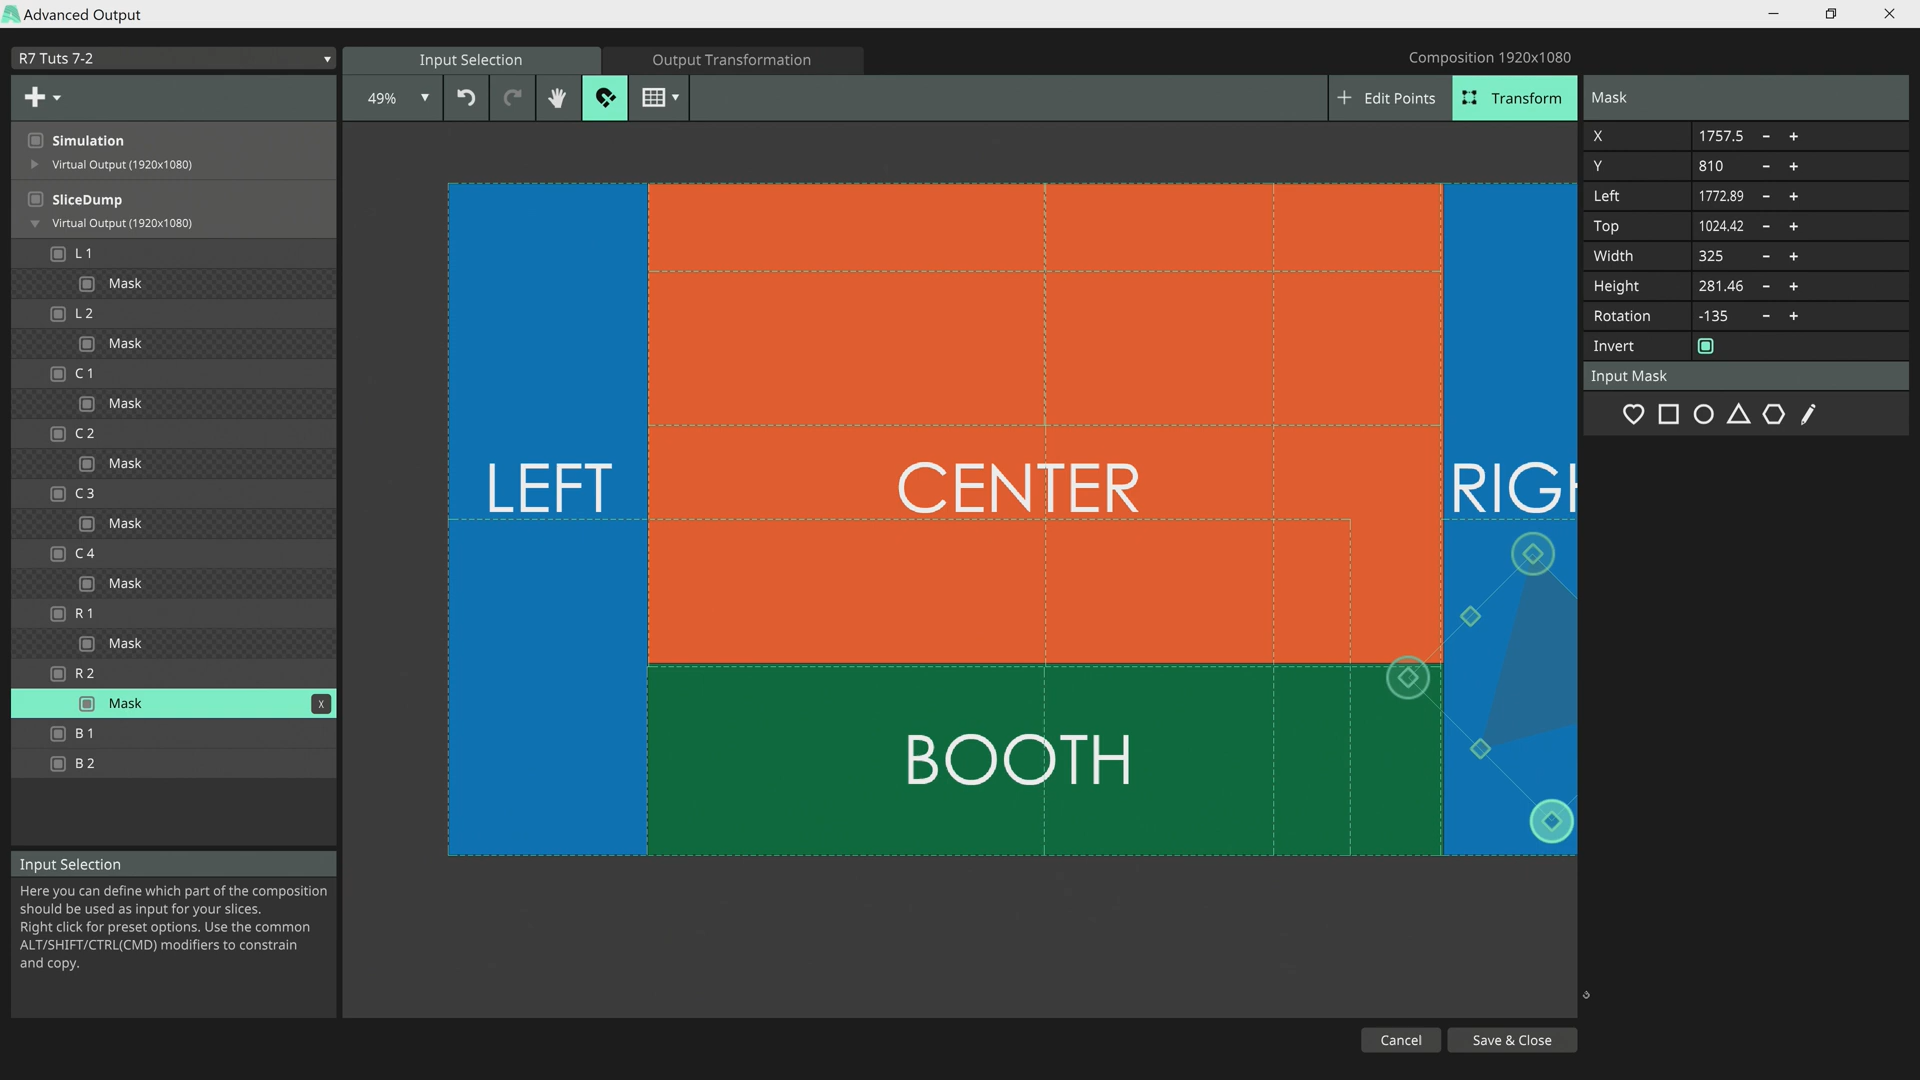 Advanced Output
R7 Tuts 7-2
Input Selection
Output Transformation
Composition 1920x1080
49%
Edit Points
Transform
Simulation
Virtual Output (1920x1080)
SliceDump
Virtual Output (1920x1080)
L 1
Mask
L 2
Mask
C 1
Mask
C 2
Mask
C 3
Mask
C 4
Mask
R 1
Mask
R 2
Mask
X
B 1
B 2
Input Selection
Here you can define which part of the composition
should be used as input for your slices.
Right click for preset options. Use the common
ALT/SHIFT/CTRL(CMD) modifiers to constrain
and copy.
LEFT
CENTER
RIGH
BOOTH
Mask
X 1757.5 - +
Y 810 - +
Left 1772.89 - +
Top 1024.42 - +
Width 325 - +
Height 281.46 - +
Rotation -135 - +
Invert
Input Mask
Cancel
Save & Close